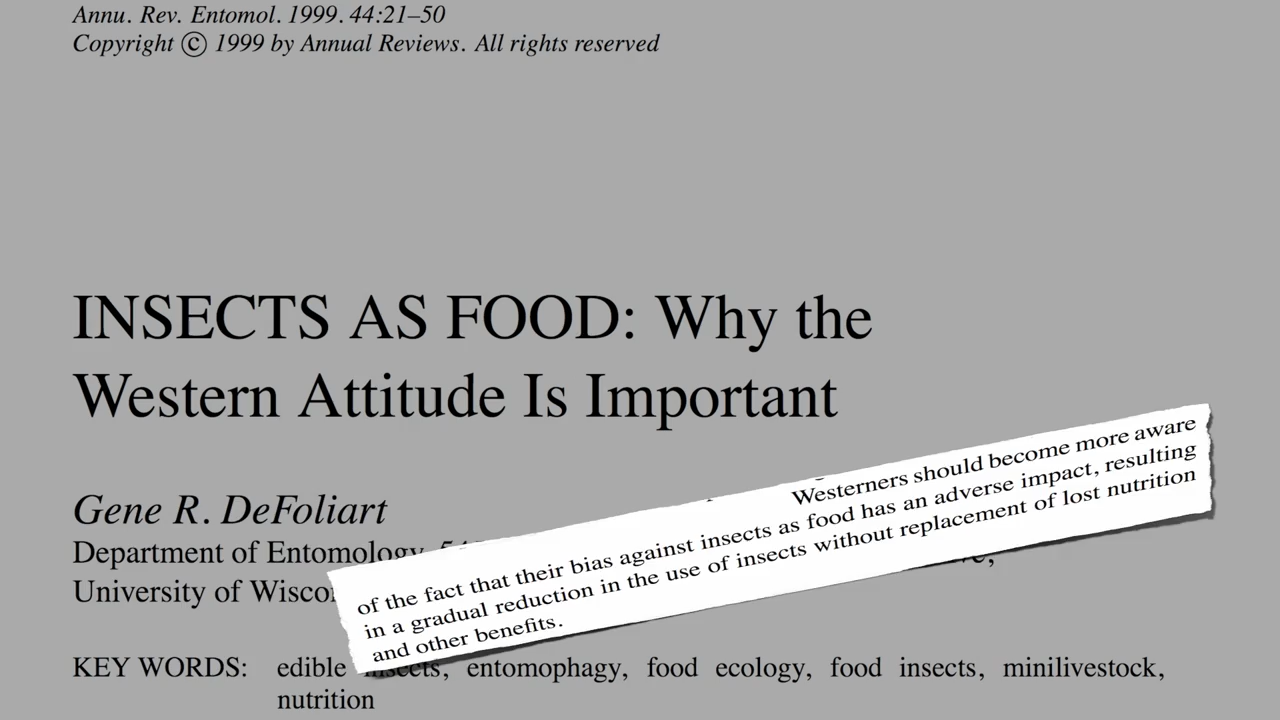 Annu. Rev. Entomol. 1999. 44:21–50
Copyright © 1999 by Annual Reviews. All rights reserved
INSECTS AS FOOD: Why the
Western Attitude Is Important
Gene R. DeFoliart
Department of Entomology,
University of
Westerners should become more aware
of the fact that their bias against insects as food has an adverse impact, resulting
in a gradual reduction in the use of insects without replacement of lost nutrition
and other benefits.
KEY WORDS: edible insects, entomophagy, food ecology, food insects, minilivestock,
nutrition